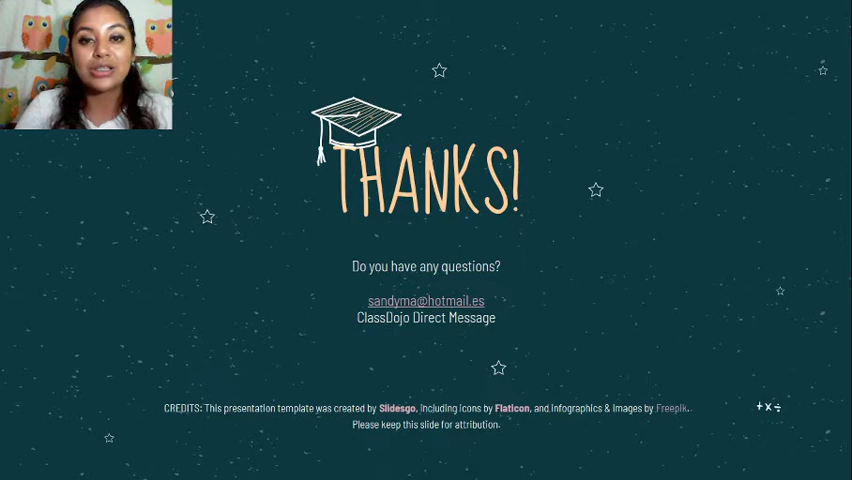 THANKS!
Do you have any questions?
sandyma@hotmail.es
ClassDojo Direct Message
CREDITS: This presentation template was created by Slidesgo, including icons by Flaticon, and infographics & images by Freepik.
Please keep this slide for attribution.
+ x ÷